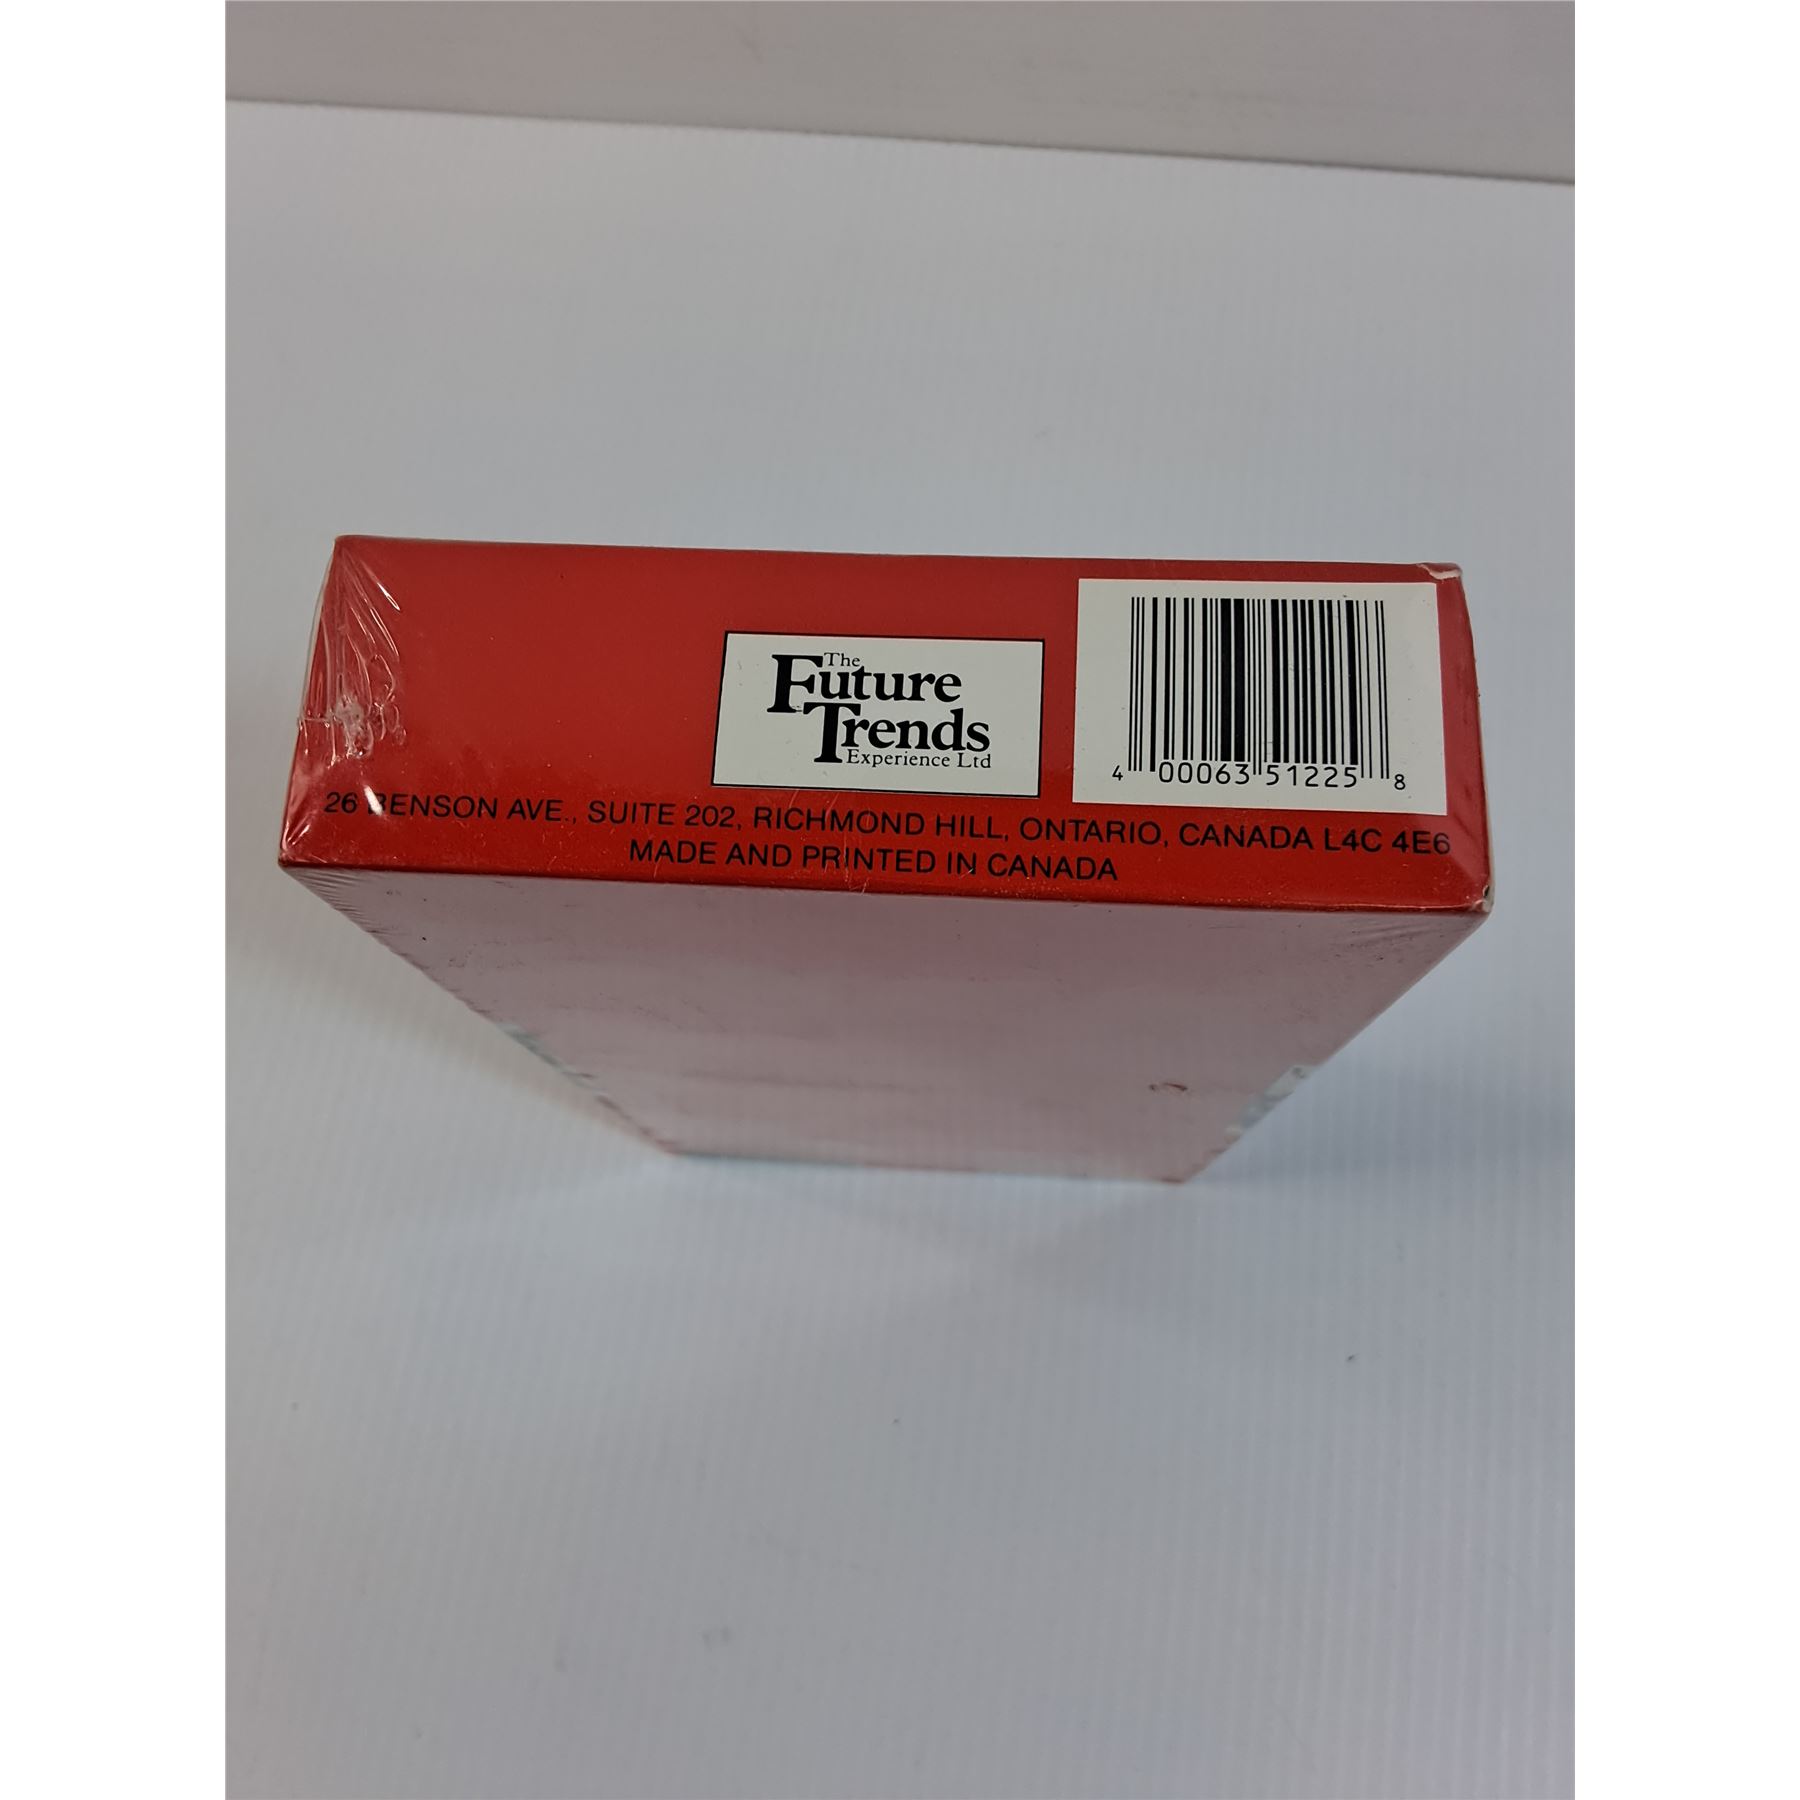 The
Future
Trends
Experience Ltd
4 00063 51225 8
26 BENSON AVE., SUITE 202, RICHMOND HILL, ONTARIO, CANADA L4C 4E6
MADE AND PRINTED IN CANADA